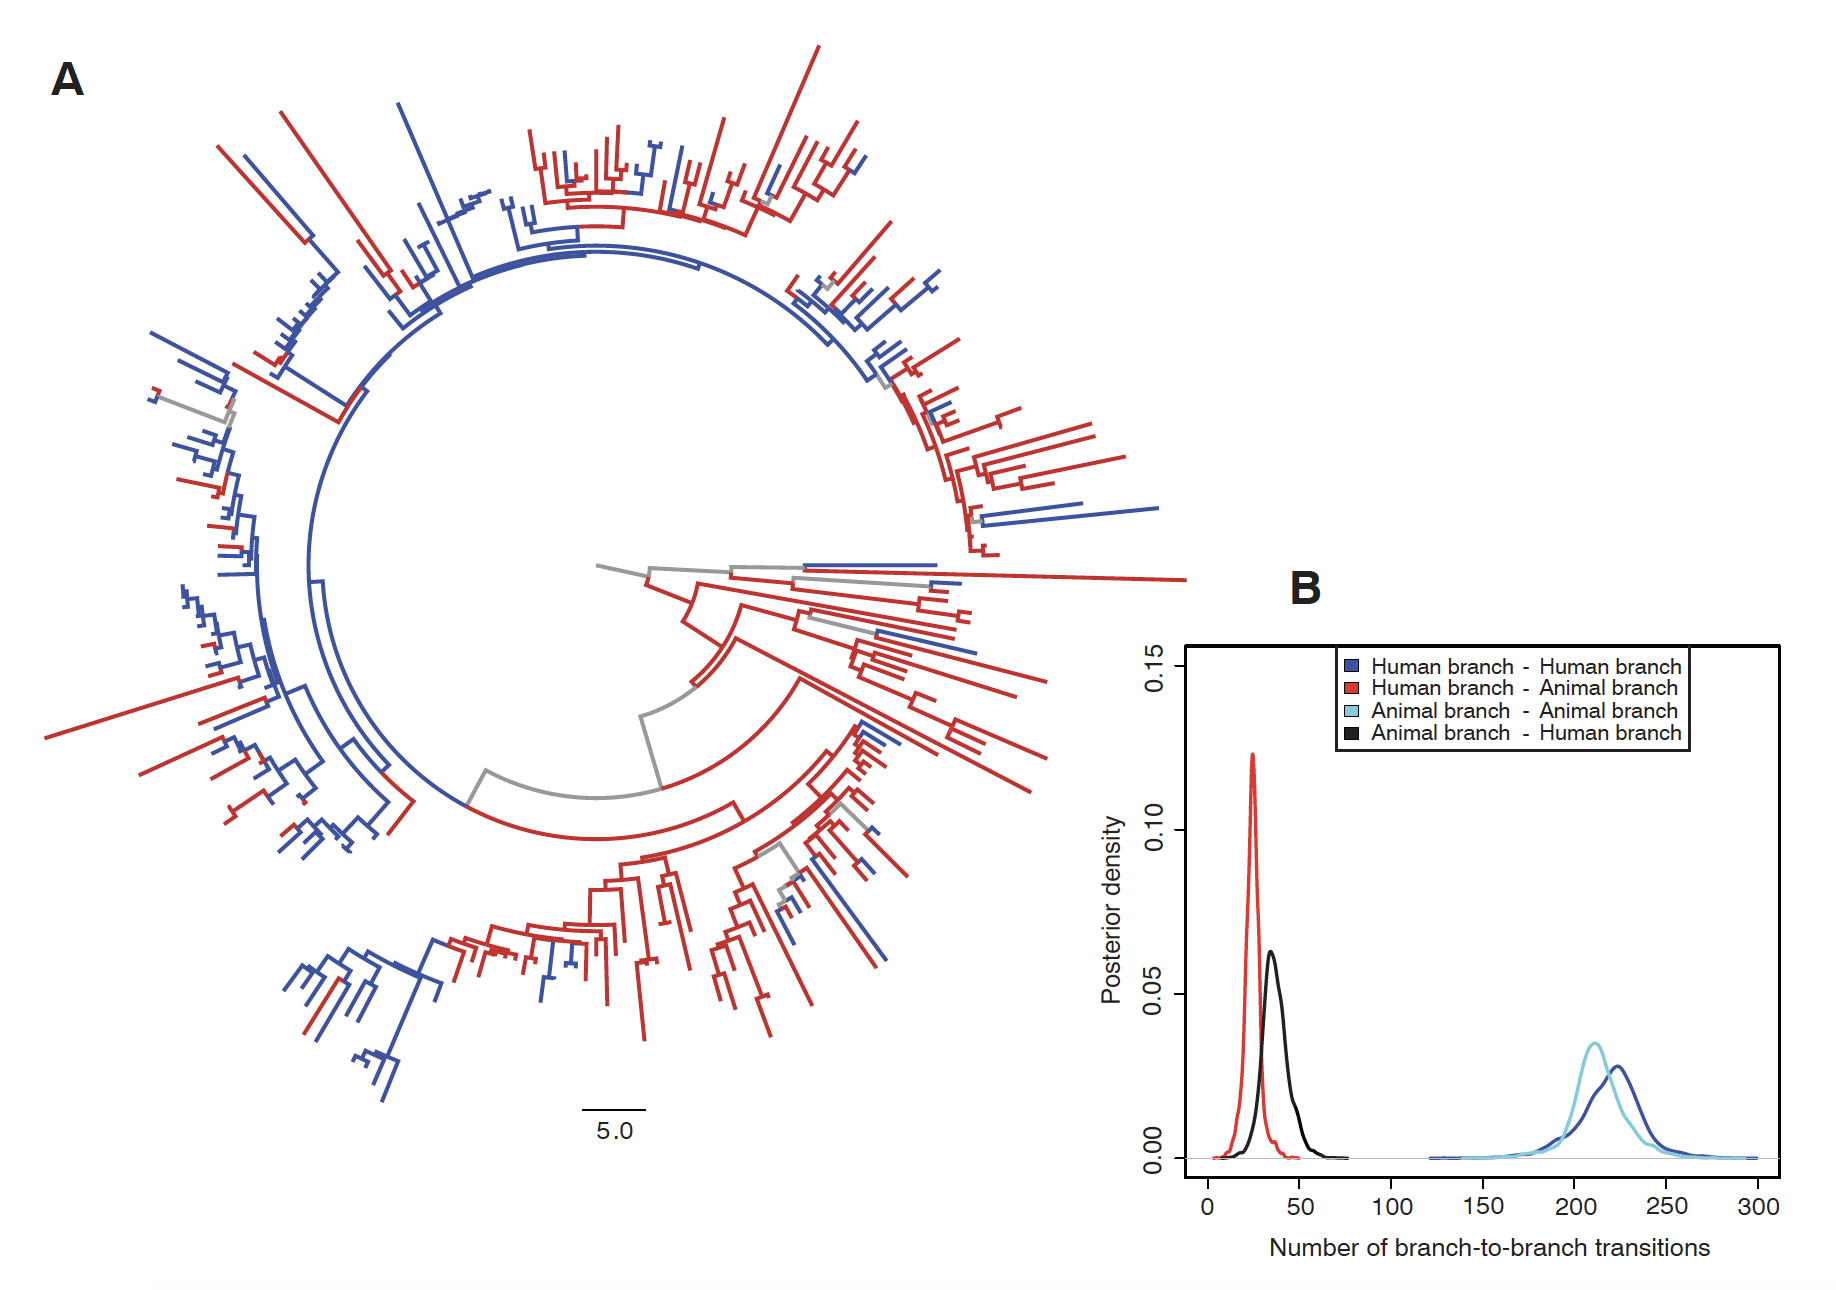 A
5.0
B
Human branch - Human branch
Human branch - Animal branch
Animal branch - Animal branch
Animal branch - Human branch
Posterior density
0.15
0.10
0.05
0.00
0 50 100 150 200 250 300
Number of branch-to-branch transitions